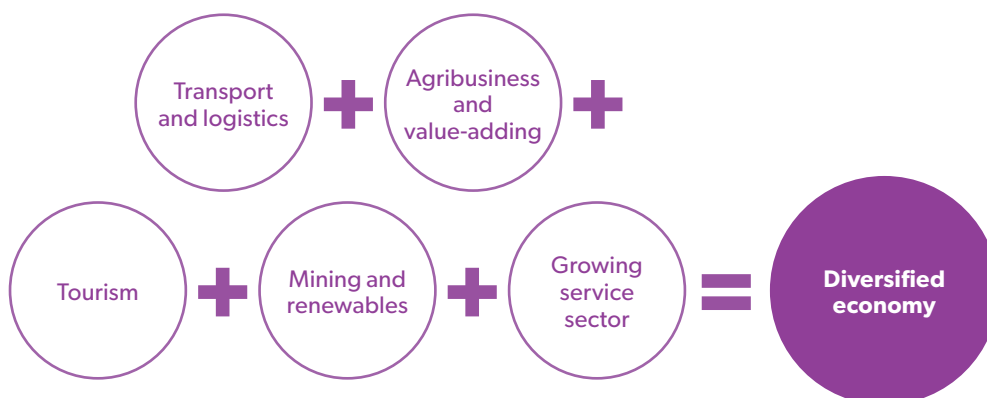 Transport
and logistics
+
Agribusiness
and
value-adding
+
Tourism
+
Mining and
renewables
+
Growing
service
sector
=
Diversified
economy